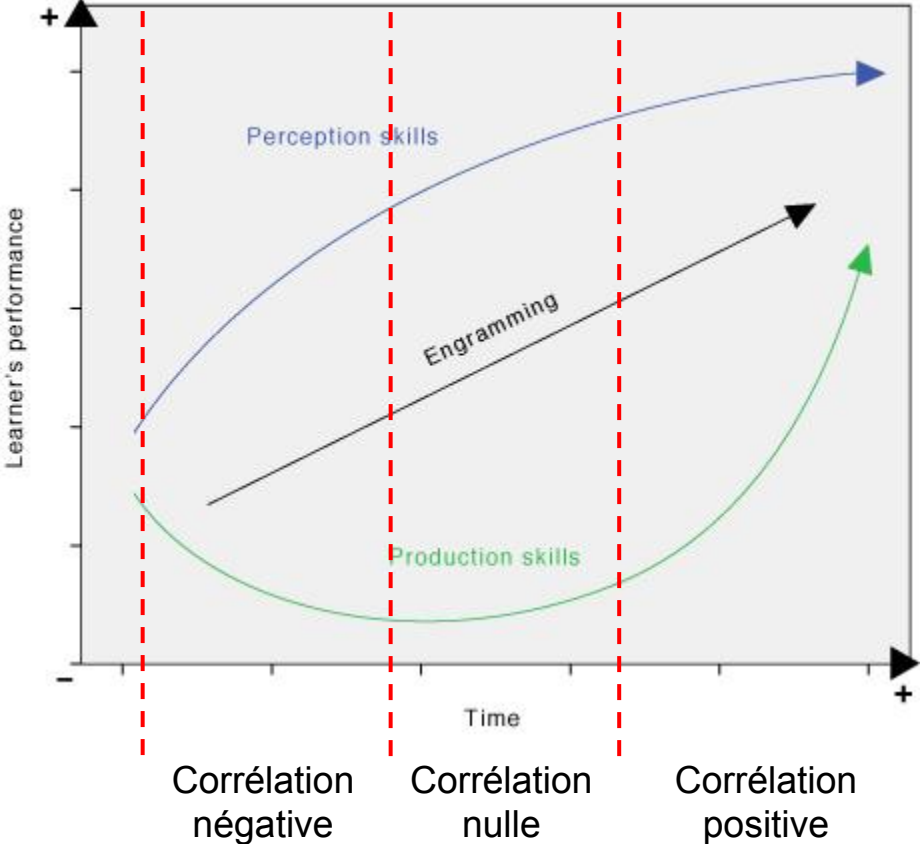 +
Perception skills
Learner's performance
Engramming
Production skills
−
+
Time
Corrélation négative
Corrélation nulle
Corrélation positive